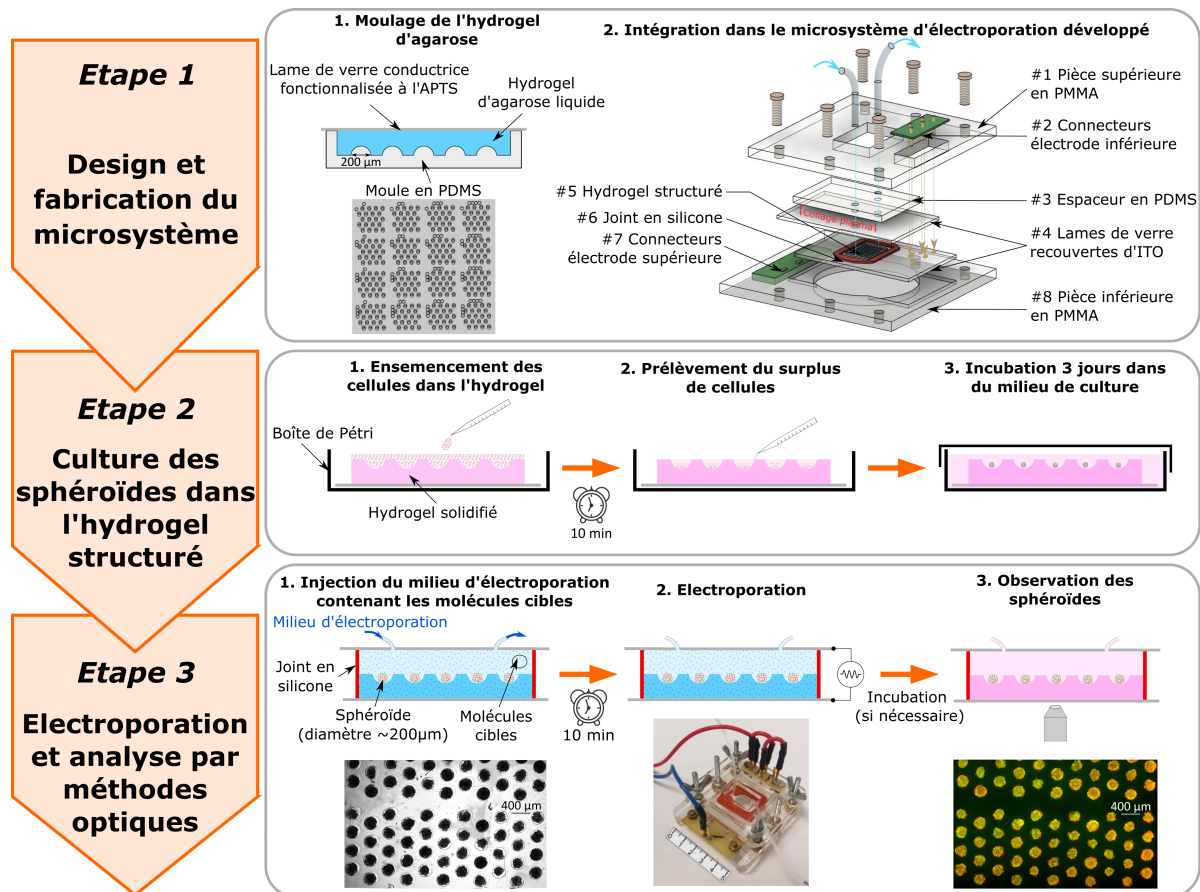 Etape 1
Design et
fabrication du
microsystème
1. Moulage de l'hydrogel
d'agarose
Lame de verre conductrice
fonctionnalisée à l'APTS
Hydrogel
d'agarose liquide
200 µm
Moule en PDMS
2. Intégration dans le microsystème d'électroporation développé
#1 Pièce supérieure
en PMMA
#2 Connecteurs
électrode inférieure
#3 Espaceur en PDMS
#4 Lames de verre
recouvertes d'ITO
#8 Pièce inférieure
en PMMA
#5 Hydrogel structuré
#6 Joint en silicone
#7 Connecteurs
électrode supérieure
Collage plasma
Etape 2
Culture des
sphéroïdes dans
l'hydrogel
structuré
1. Ensemencement des
cellules dans l'hydrogel
Boîte de Pétri
Hydrogel solidifié
10 min
2. Prélèvement du surplus
de cellules
3. Incubation 3 jours dans
du milieu de culture
Etape 3
Electroporation
et analyse par
méthodes
optiques
1. Injection du milieu d'électroporation
contenant les molécules cibles
Milieu d'électroporation
Joint en
silicone
Sphéroïde
(diamètre ~200µm)
Molécules
cibles
10 min
400 µm
2. Electroporation
Incubation
(si nécessaire)
3. Observation des
sphéroïdes
400 µm